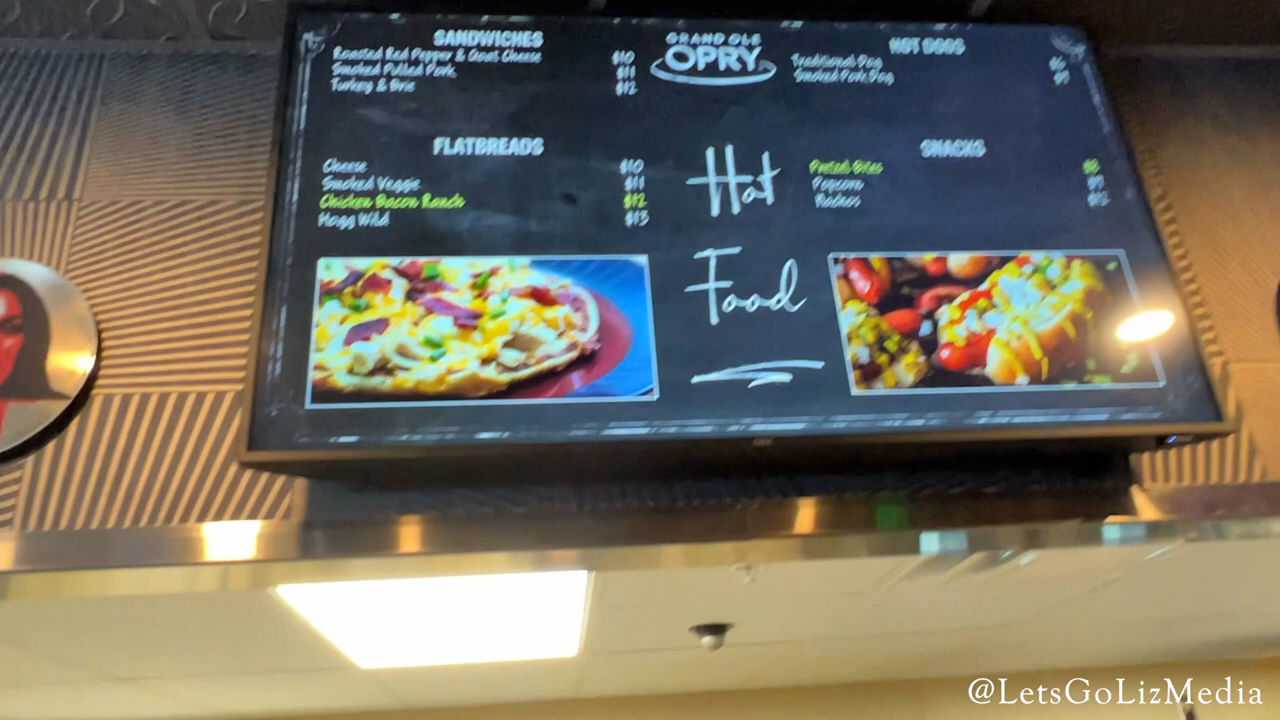 SANDWICHES
Roasted Red Pepper & Goat Cheese $10
Smoked Pulled Pork $11
Turkey & Brie $12
GRAND OLE
OPRY
HOT DOGS
Traditional Dog
Smoked Pork Dog
FLATBREADS
Cheese $10
Smoked Veggie $11
Chicken Bacon Ranch $12
Hogg Wild $13
Hot
Food
SNACKS
Pretzel Bites
Popcorn
Nachos
@LetsGoLizMedia